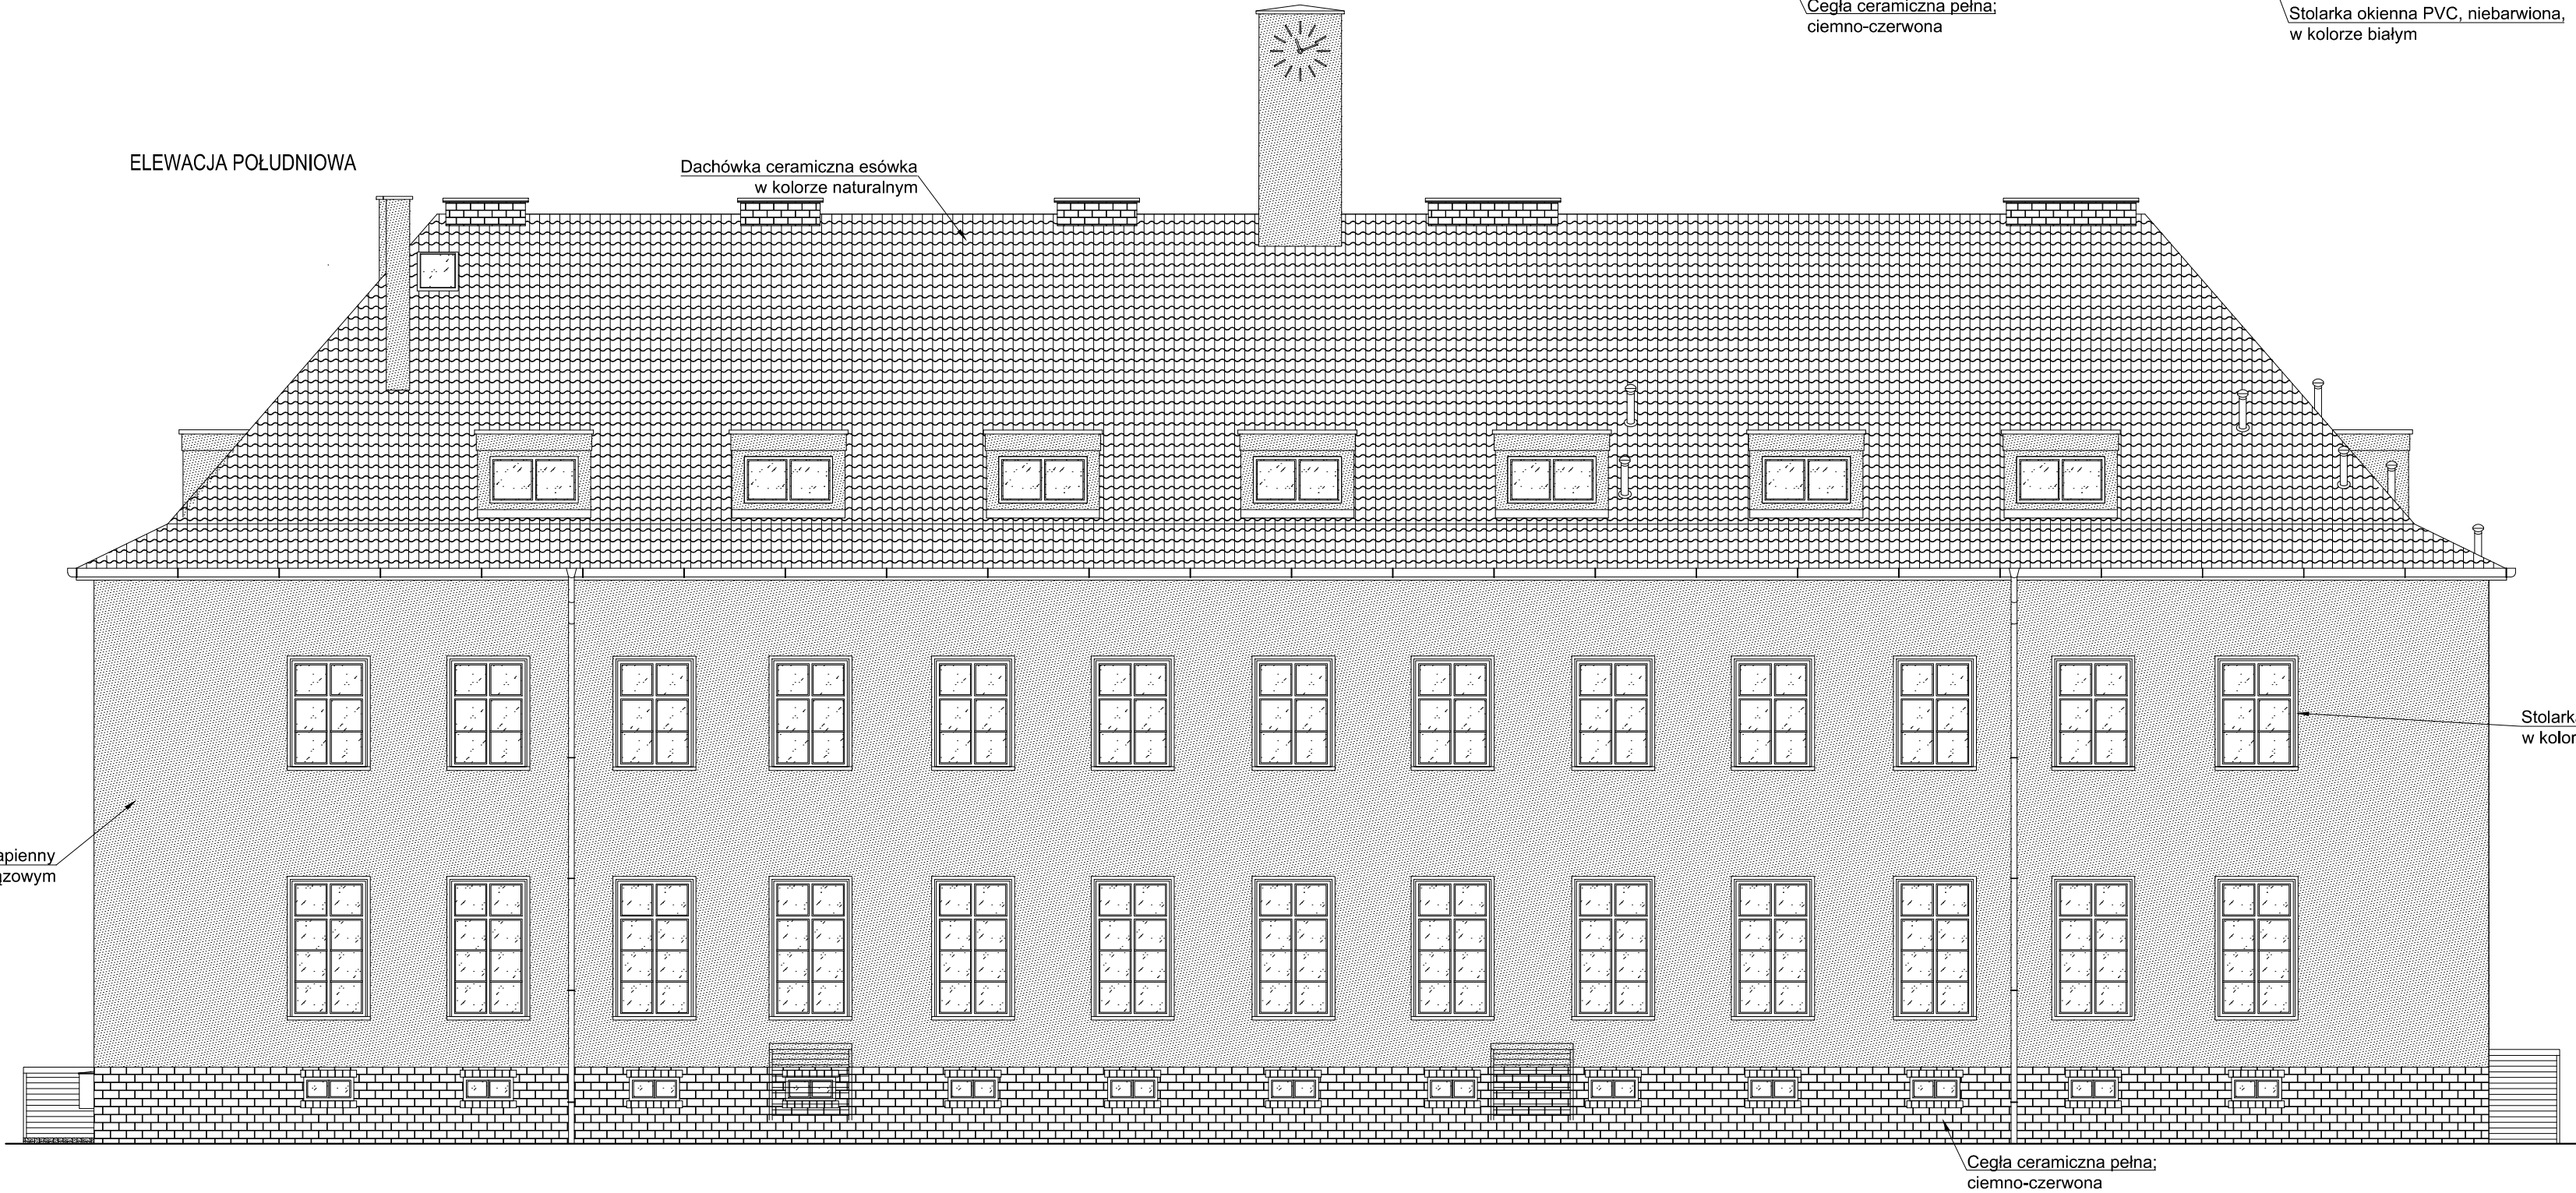 Cegła ceramiczna pełna;
ciemno-czerwona
Stolarka okienna PVC, niebarwiona,
w kolorze białym
ELEWACJA POŁUDNIOWA
Dachówka ceramiczna esówka
w kolorze naturalnym
Stolark
w kolor
apienny
ązowym
Cegła ceramiczna pełna;
ciemno-czerwona